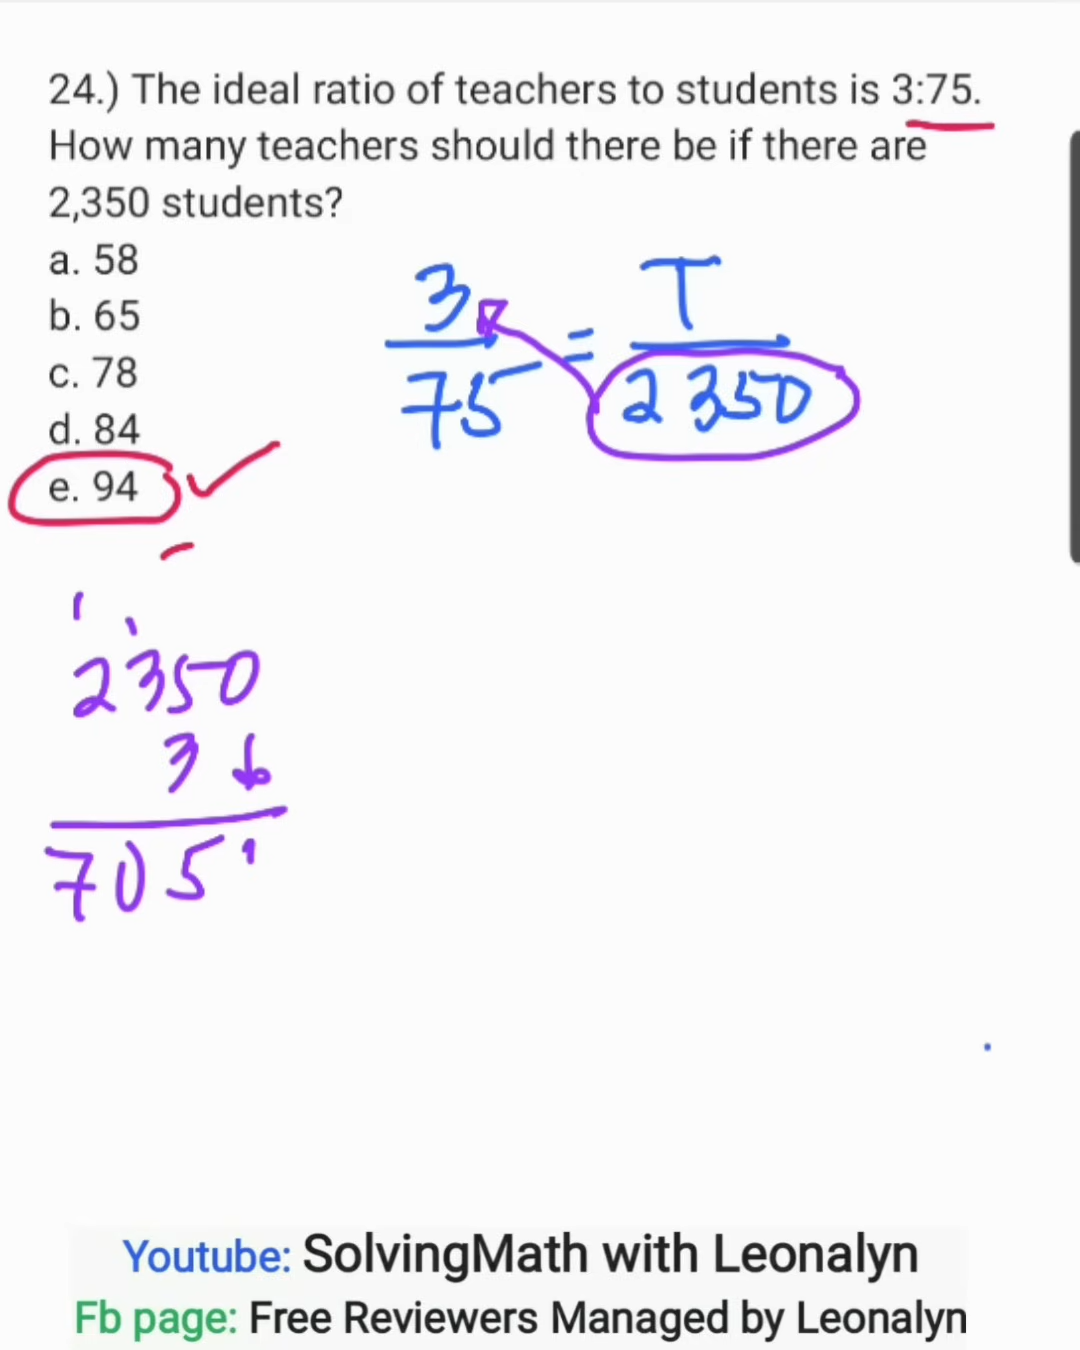 24.) The ideal ratio of teachers to students is 3:75.
How many teachers should there be if there are
2,350 students?
a. 58
b. 65
c. 78
d. 84
e. 94
3 = T
75 2350
2350
3
705
Youtube: SolvingMath with Leonalyn
Fb page: Free Reviewers Managed by Leonalyn